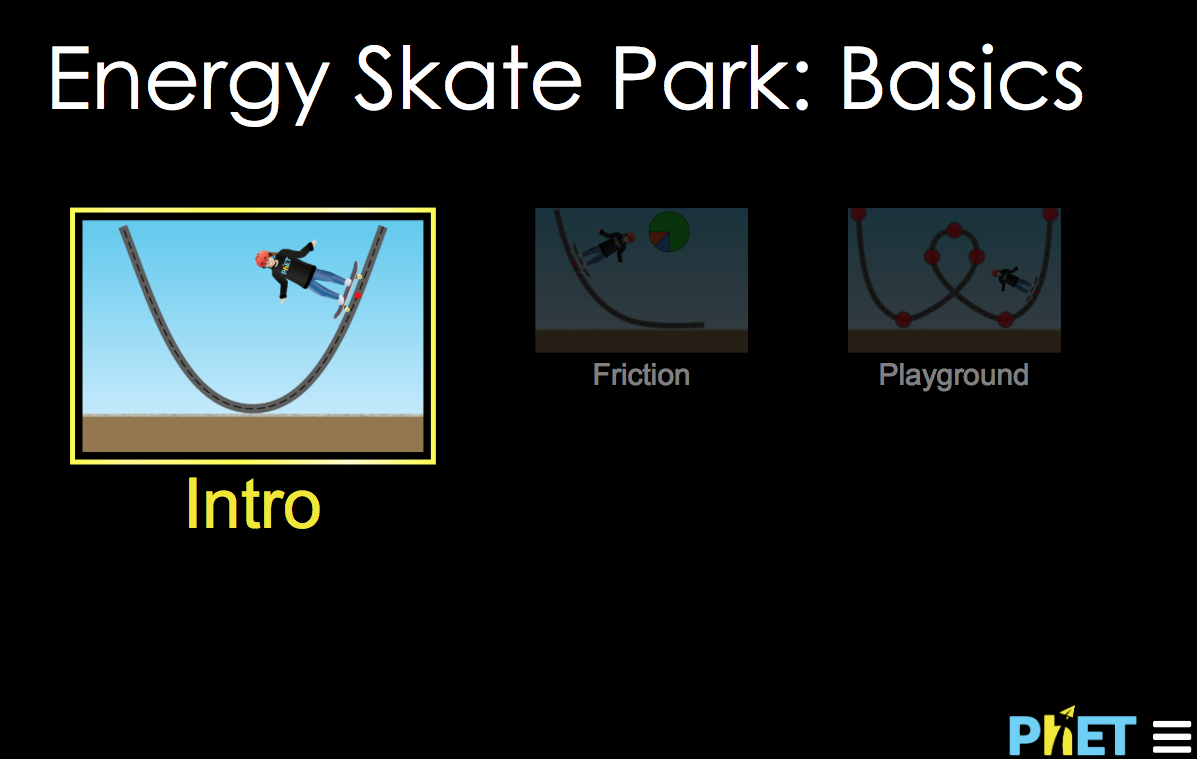 Energy Skate Park: Basics
Intro
Friction
Playground
PhET